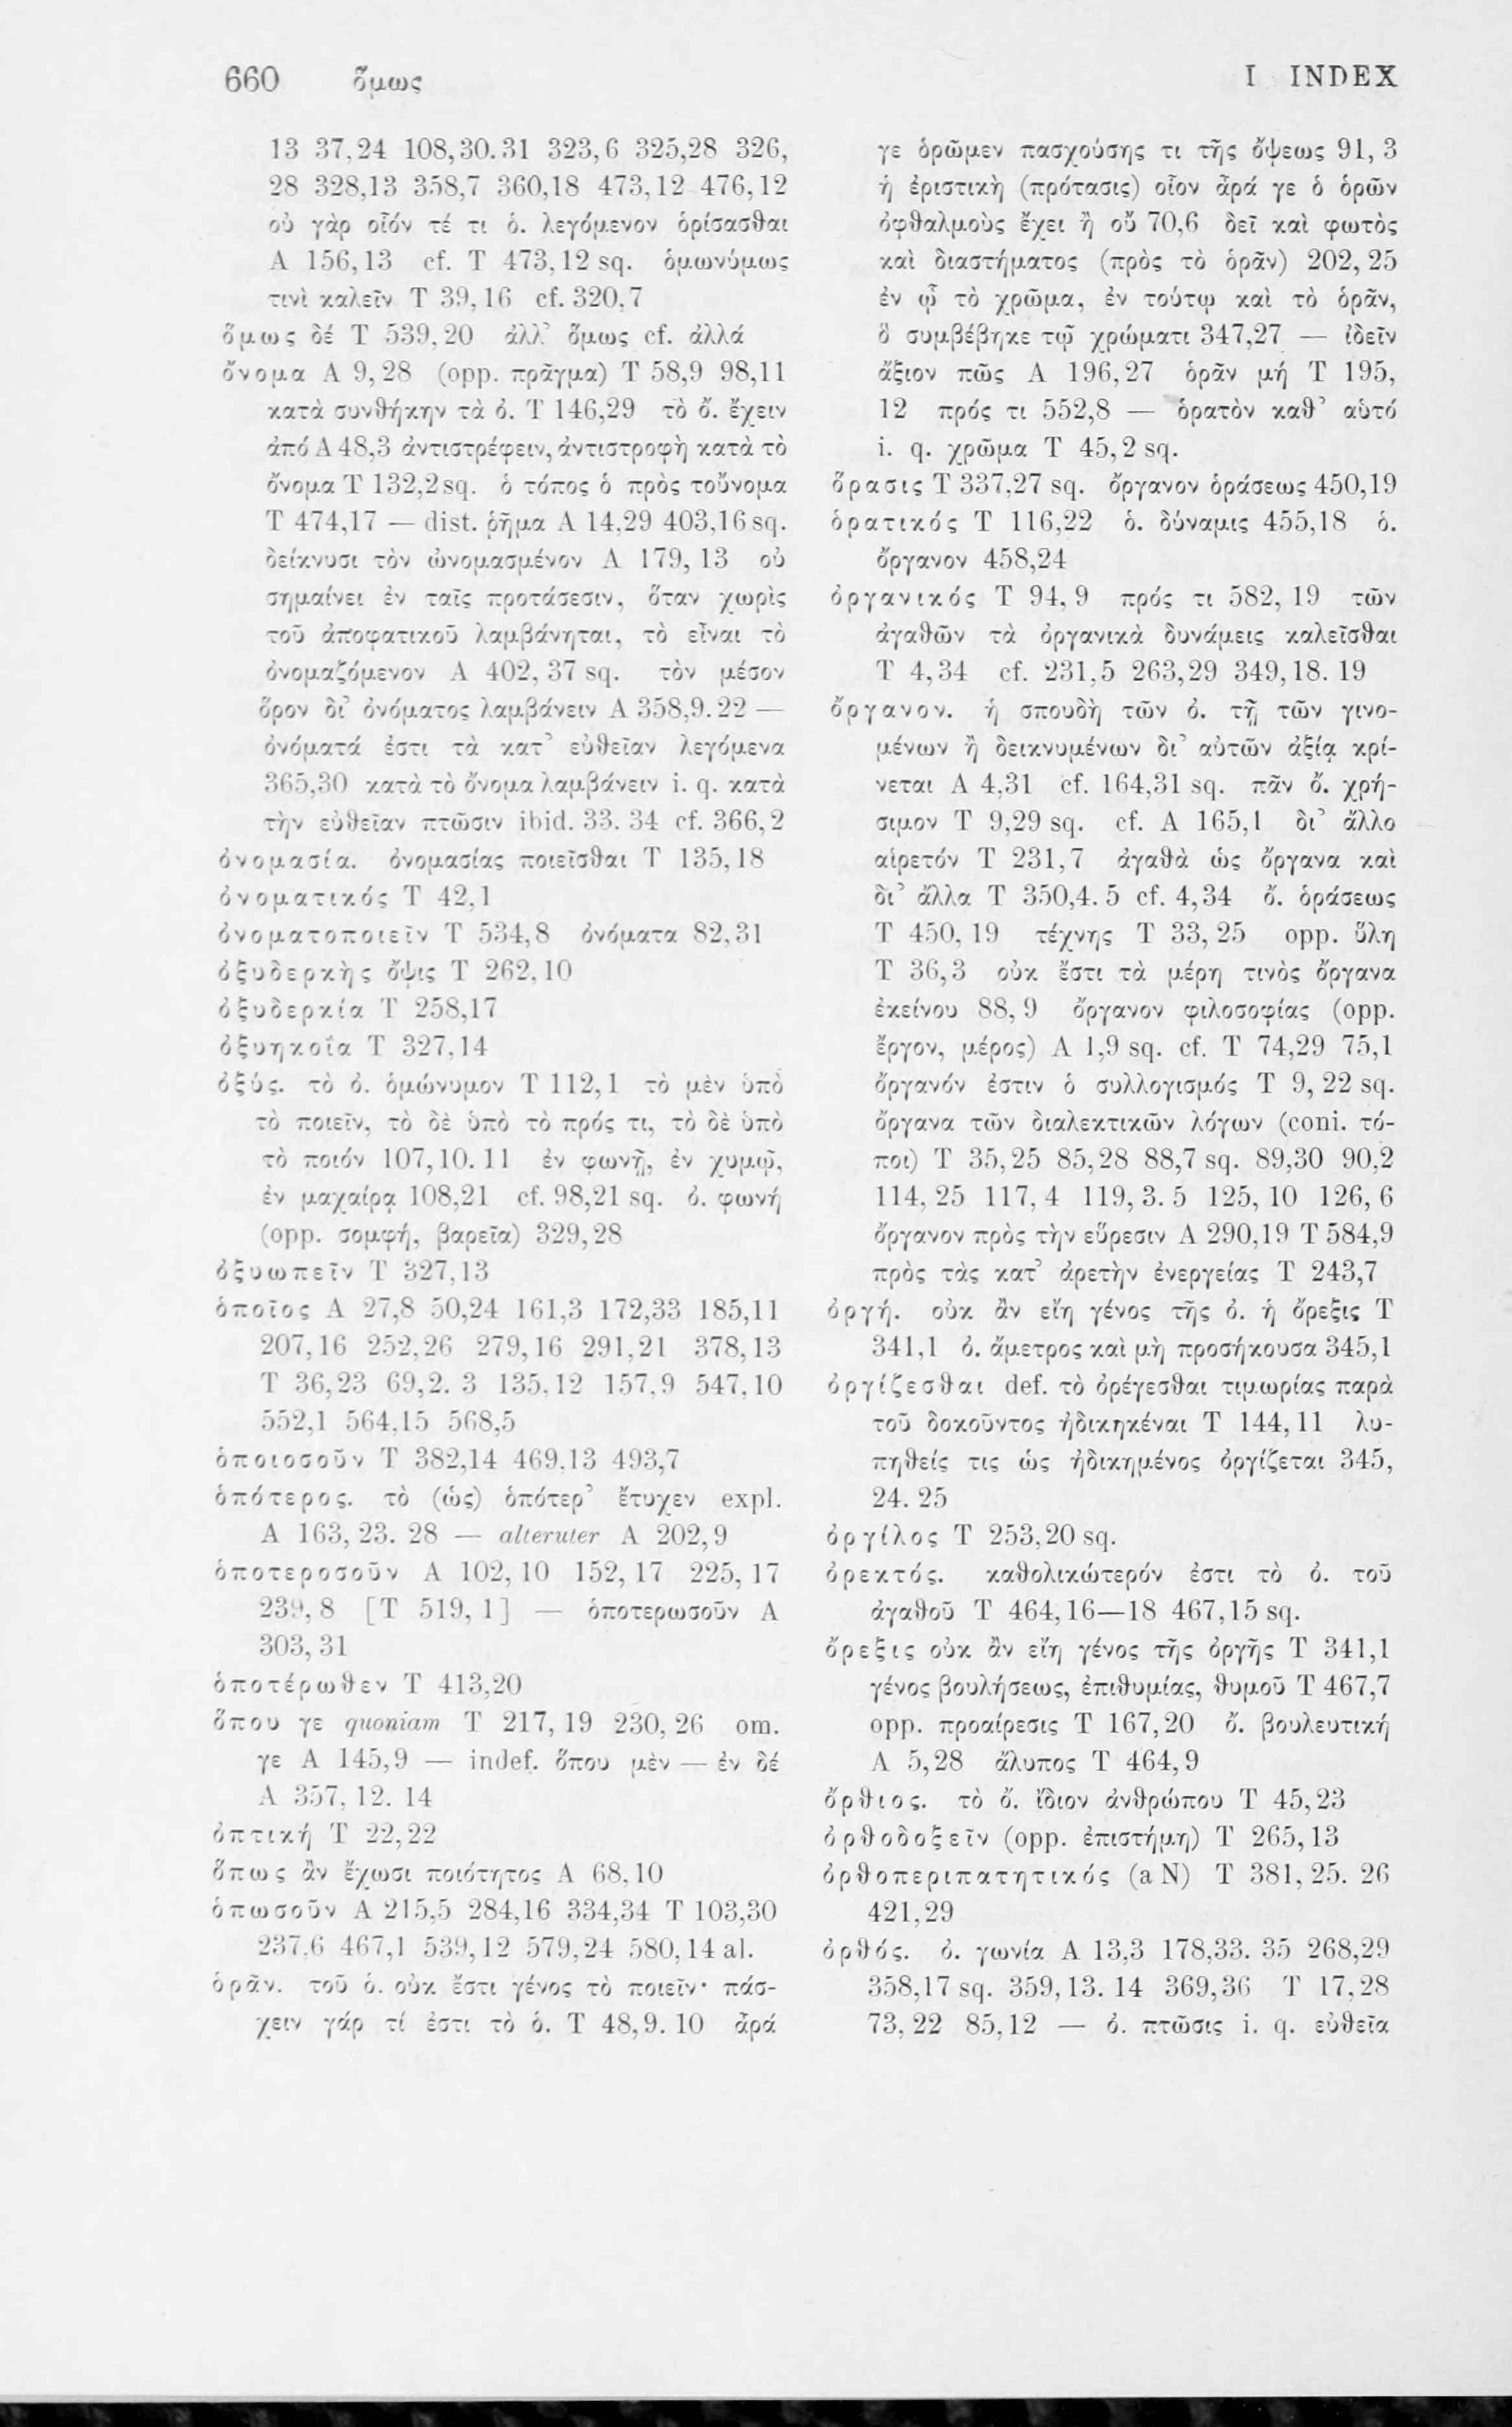 660 ὅμως I INDEX
13 37,24 108,30.31 323,6 325,28 326,
28 328,13 358,7 360,18 473,12 476,12
οὐ γὰρ οἷόν τέ τι ὁ. λεγόμενον ὁρίσασθαι
A 156,13 cf. T 473,12 sq. ὁμωνύμως
τινὶ καλεῖν T 39,16 cf. 320,7
ὅμως δέ T 539,20 ἀλλ’ ὅμως cf. ἀλλά
ὄνομα A 9,28 (opp. πρᾶγμα) T 58,9 98,11
κατὰ συνθήκην τὰ ὀ. T 146,29 τὸ ὄ. ἔχειν
ἀπό A 48,3 ἀντιστρέφειν, ἀντιστροφὴ κατὰ τὸ
ὄνομα T 132,2 sq. ὁ τόπος ὁ πρὸς τοὔνομα
T 474,17 — dist. ῥῆμα A 14,29 403,16 sq.
δείκνυσι τὸν ὠνομασμένον A 179,13 οὐ
σημαίνει ἐν ταῖς προτάσεσιν, ὅταν χωρὶς
τοῦ ἀποφατικοῦ λαμβάνηται, τὸ εἶναι τὸ
ὀνομαζόμενον A 402,37 sq. τὸν μέσον
ὅρον δι’ ὀνόματος λαμβάνειν A 358,9.22 —
ὀνόματά ἐστι τὰ κατ’ εὐθεῖαν λεγόμενα
365,30 κατὰ τὸ ὄνομα λαμβάνειν i. q. κατὰ
τὴν εὐθεῖαν πτῶσιν ibid. 33. 34 cf. 366,2
ὀνομασία. ὀνομασίας ποιεῖσθαι T 135,18
ὀνοματικός T 42,1
ὀνοματοποιεῖν T 534,8 ὀνόματα 82,31
ὀξυδερκὴς ὄψις T 262,10
ὀξυδερκία T 258,17
ὀξυηκοΐα T 327,14
ὀξύς. τὸ ὀ. ὁμώνυμον T 112,1 τὸ μὲν ὑπὸ
τὸ ποιεῖν, τὸ δὲ ὑπὸ τὸ πρός τι, τὸ δὲ ὑπὸ
τὸ ποιόν 107,10. 11 ἐν φωνῇ, ἐν χυμῷ,
ἐν μαχαίρᾳ 108,21 cf. 98,21 sq. ὀ. φωνή
(opp. σομφή, βαρεῖα) 329,28
ὀξυωπεῖν T 327,13
ὁποῖος A 27,8 50,24 161,3 172,33 185,11
207,16 252,26 279,16 291,21 378,13
T 36,23 69,2. 3 135,12 157,9 547,10
552,1 564,15 568,5
ὁποιοσοῦν T 382,14 469,13 493,7
ὁπότερος. τὸ (ὡς) ὁπότερ’ ἔτυχεν expl.
A 163,23. 28 — alteruter A 202,9
ὁποτεροσοῦν A 102,10 152,17 225,17
239,8 [T 519,1] — ὁποτερωσοῦν A
303,31
ὁποτέρωθεν T 413,20
ὅπου γε quoniam T 217,19 230,26 om.
γε A 145,9 — indef. ὅπου μὲν — ἐν δέ
A 357,12. 14
ὀπτική T 22,22
ὅπως ἂν ἔχωσι ποιότητος A 68,10
ὁπωσοῦν A 215,5 284,16 334,34 T 103,30
237,6 467,1 539,12 579,24 580,14 al.
ὁρᾶν. τοῦ ὁ. οὐκ ἔστι γένος τὸ ποιεῖν· πάσ-
χειν γάρ τί ἐστι τὸ ὁ. T 48,9. 10 ἆρά
γε ὁρῶμεν πασχούσης τι τῆς ὄψεως 91,3
ἡ ἐριστικὴ (πρότασις) οἷον ἆρά γε ὁ ὁρῶν
ὀφθαλμοὺς ἔχει ἢ οὔ 70,6 δεῖ καὶ φωτὸς
καὶ διαστήματος (πρὸς τὸ ὁρᾶν) 202,25
ἐν ᾧ τὸ χρῶμα, ἐν τούτῳ καὶ τὸ ὁρᾶν,
ὃ συμβέβηκε τῷ χρώματι 347,27 — ἰδεῖν
ἄξιον πῶς A 196,27 ὁρᾶν μή T 195,
12 πρός τι 552,8 — ὁρατὸν καθ’ αὑτό
i. q. χρῶμα T 45,2 sq.
ὅρασις T 337,27 sq. ὄργανον ὁράσεως 450,19
ὁρατικός T 116,22 ὁ. δύναμις 455,18 ὁ.
ὄργανον 458,24
ὀργανικός T 94,9 πρός τι 582,19 τῶν
ἀγαθῶν τὰ ὀργανικὰ δυνάμεις καλεῖσθαι
T 4,34 cf. 231,5 263,29 349,18. 19
ὄργανον. ἡ σπουδὴ τῶν ὀ. τῇ τῶν γινο-
μένων ἢ δεικνυμένων δι’ αὐτῶν ἀξίᾳ κρί-
νεται A 4,31 cf. 164,31 sq. πᾶν ὄ. χρή-
σιμον T 9,29 sq. cf. A 165,1 δι’ ἄλλο
αἱρετόν T 231,7 ἀγαθὰ ὡς ὄργανα καὶ
δι’ ἄλλα T 350,4. 5 cf. 4,34 ὄ. ὁράσεως
T 450,19 τέχνης T 33,25 opp. ὕλη
T 36,3 οὐκ ἔστι τὰ μέρη τινὸς ὄργανα
ἐκείνου 88,9 ὄργανον φιλοσοφίας (opp.
ἔργον, μέρος) A 1,9 sq. cf. T 74,29 75,1
ὄργανόν ἐστιν ὁ συλλογισμός T 9,22 sq.
ὄργανα τῶν διαλεκτικῶν λόγων (coni. τό-
ποι) T 35,25 85,28 88,7 sq. 89,30 90,2
114,25 117,4 119,3. 5 125,10 126,6
ὄργανον πρὸς τὴν εὕρεσιν A 290,19 T 584,9
πρὸς τὰς κατ’ ἀρετὴν ἐνεργείας T 243,7
ὀργή. οὐκ ἂν εἴη γένος τῆς ὀ. ἡ ὄρεξις T
341,1 ὀ. ἄμετρος καὶ μὴ προσήκουσα 345,1
ὀργίζεσθαι def. τὸ ὀρέγεσθαι τιμωρίας παρὰ
τοῦ δοκοῦντος ἠδικηκέναι T 144,11 λυ-
πηθείς τις ὡς ἠδικημένος ὀργίζεται 345,
24. 25
ὀργίλος T 253,20 sq.
ὀρεκτός. καθολικώτερόν ἐστι τὸ ὀ. τοῦ
ἀγαθοῦ T 464,16—18 467,15 sq.
ὄρεξις οὐκ ἂν εἴη γένος τῆς ὀργῆς T 341,1
γένος βουλήσεως, ἐπιθυμίας, θυμοῦ T 467,7
opp. προαίρεσις T 167,20 ὄ. βουλευτική
A 5,28 ἄλυπος T 464,9
ὄρθιος. τὸ ὄ. ἴδιον ἀνθρώπου T 45,23
ὀρθοδοξεῖν (opp. ἐπιστήμη) T 265,13
ὀρθοπεριπατητικός (a N) T 381,25. 26
421,29
ὀρθός. ὀ. γωνία A 13,3 178,33. 35 268,29
358,17 sq. 359,13. 14 369,36 T 17,28
73,22 85,12 — ὀ. πτῶσις i. q. εὐθεῖα